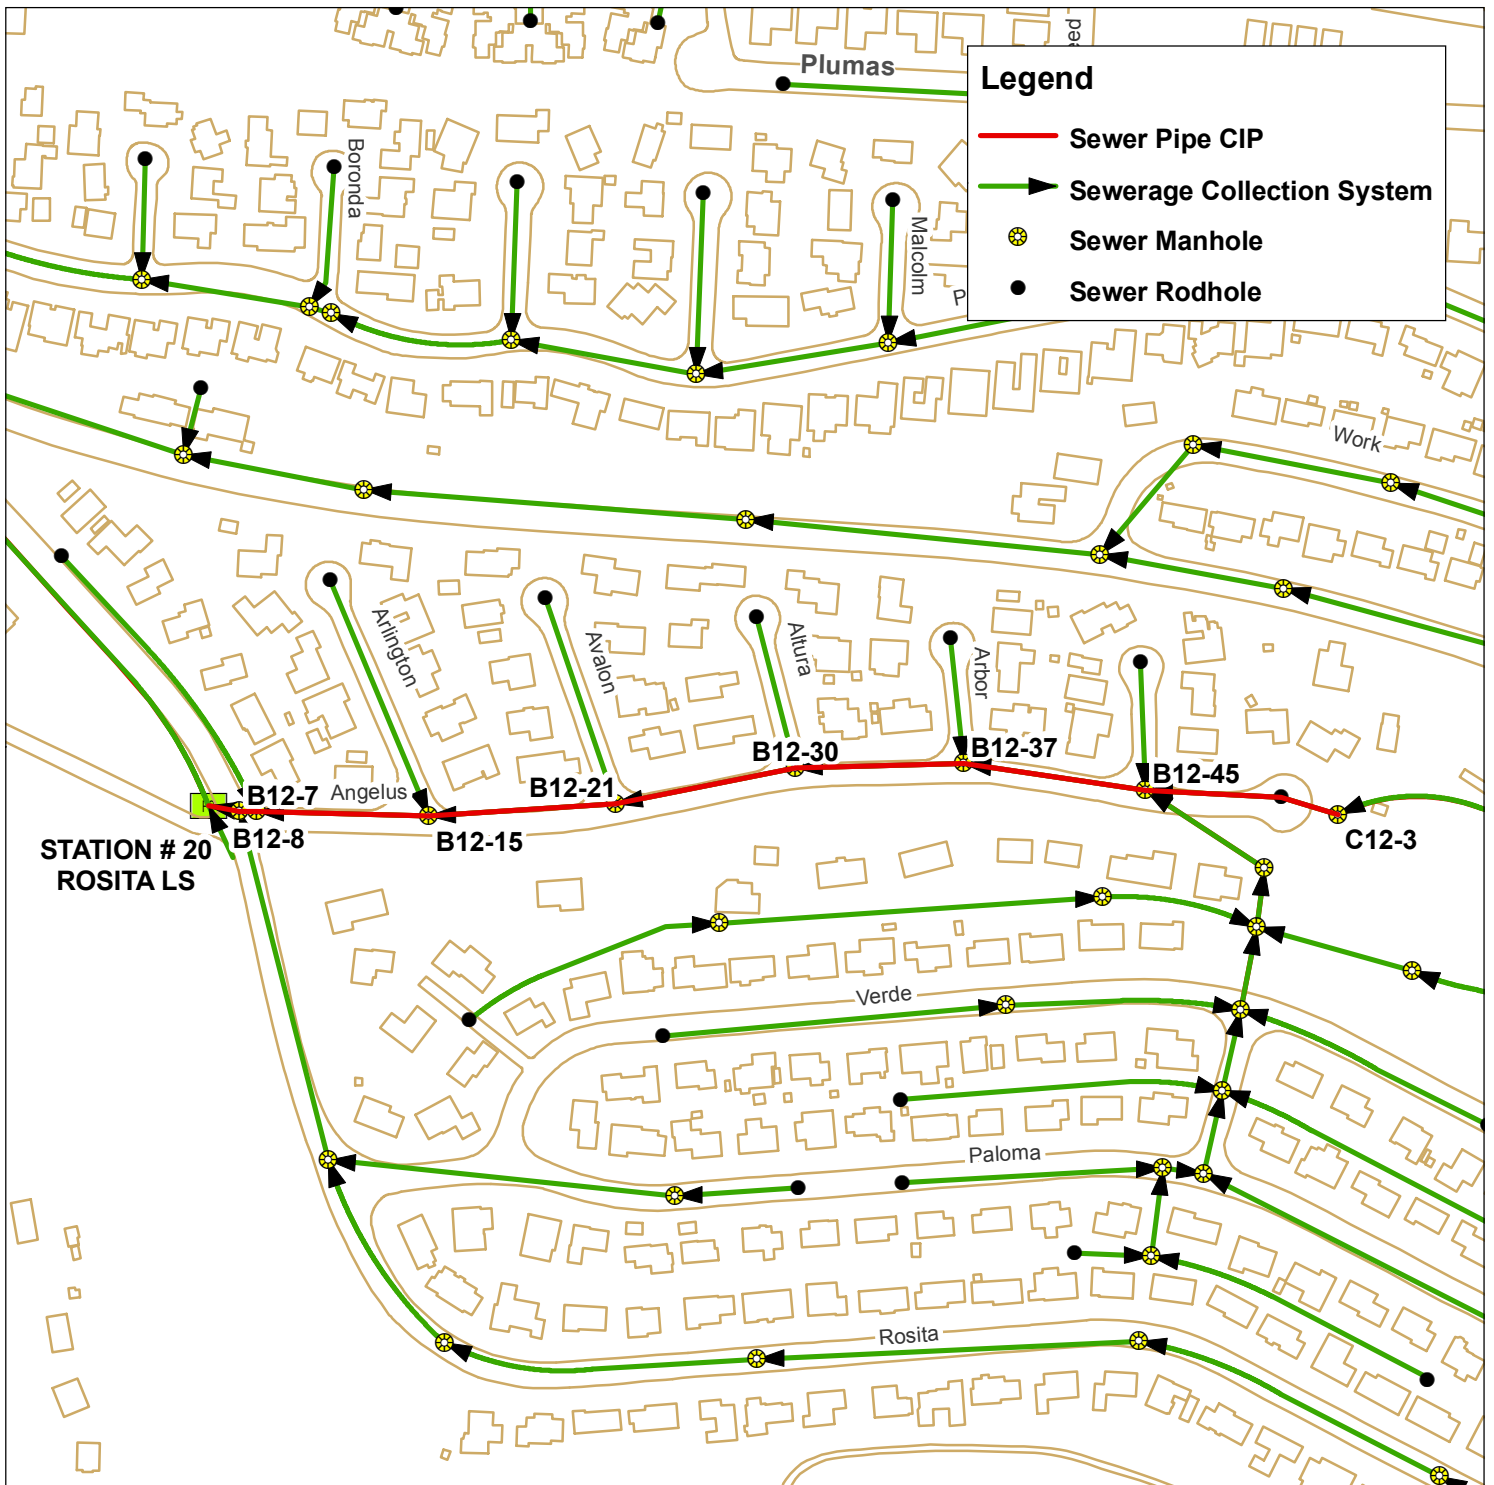 Plumas
Legend
Sewer Pipe CIP
Sewerage Collection System
Sewer Manhole
Sewer Rodhole
Boronda
Malcolm
P
Work
Arlington
Avalon
Altura
Arbor
B12-30
B12-37
B12-45
B12-21
B12-7
Angelus
B12-8
B12-15
C12-3
STATION # 20
ROSITA LS
Verde
Paloma
Rosita